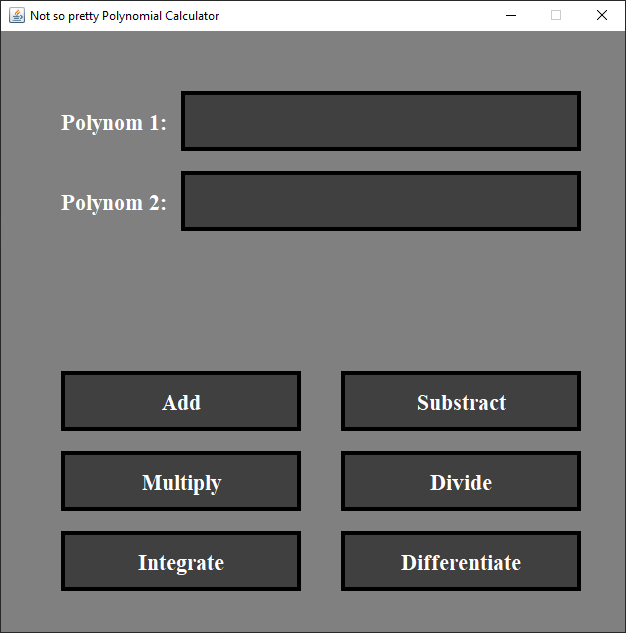 Not so pretty Polynomial Calculator
Polynom 1:
Polynom 2:
Add
Substract
Multiply
Divide
Integrate
Differentiate